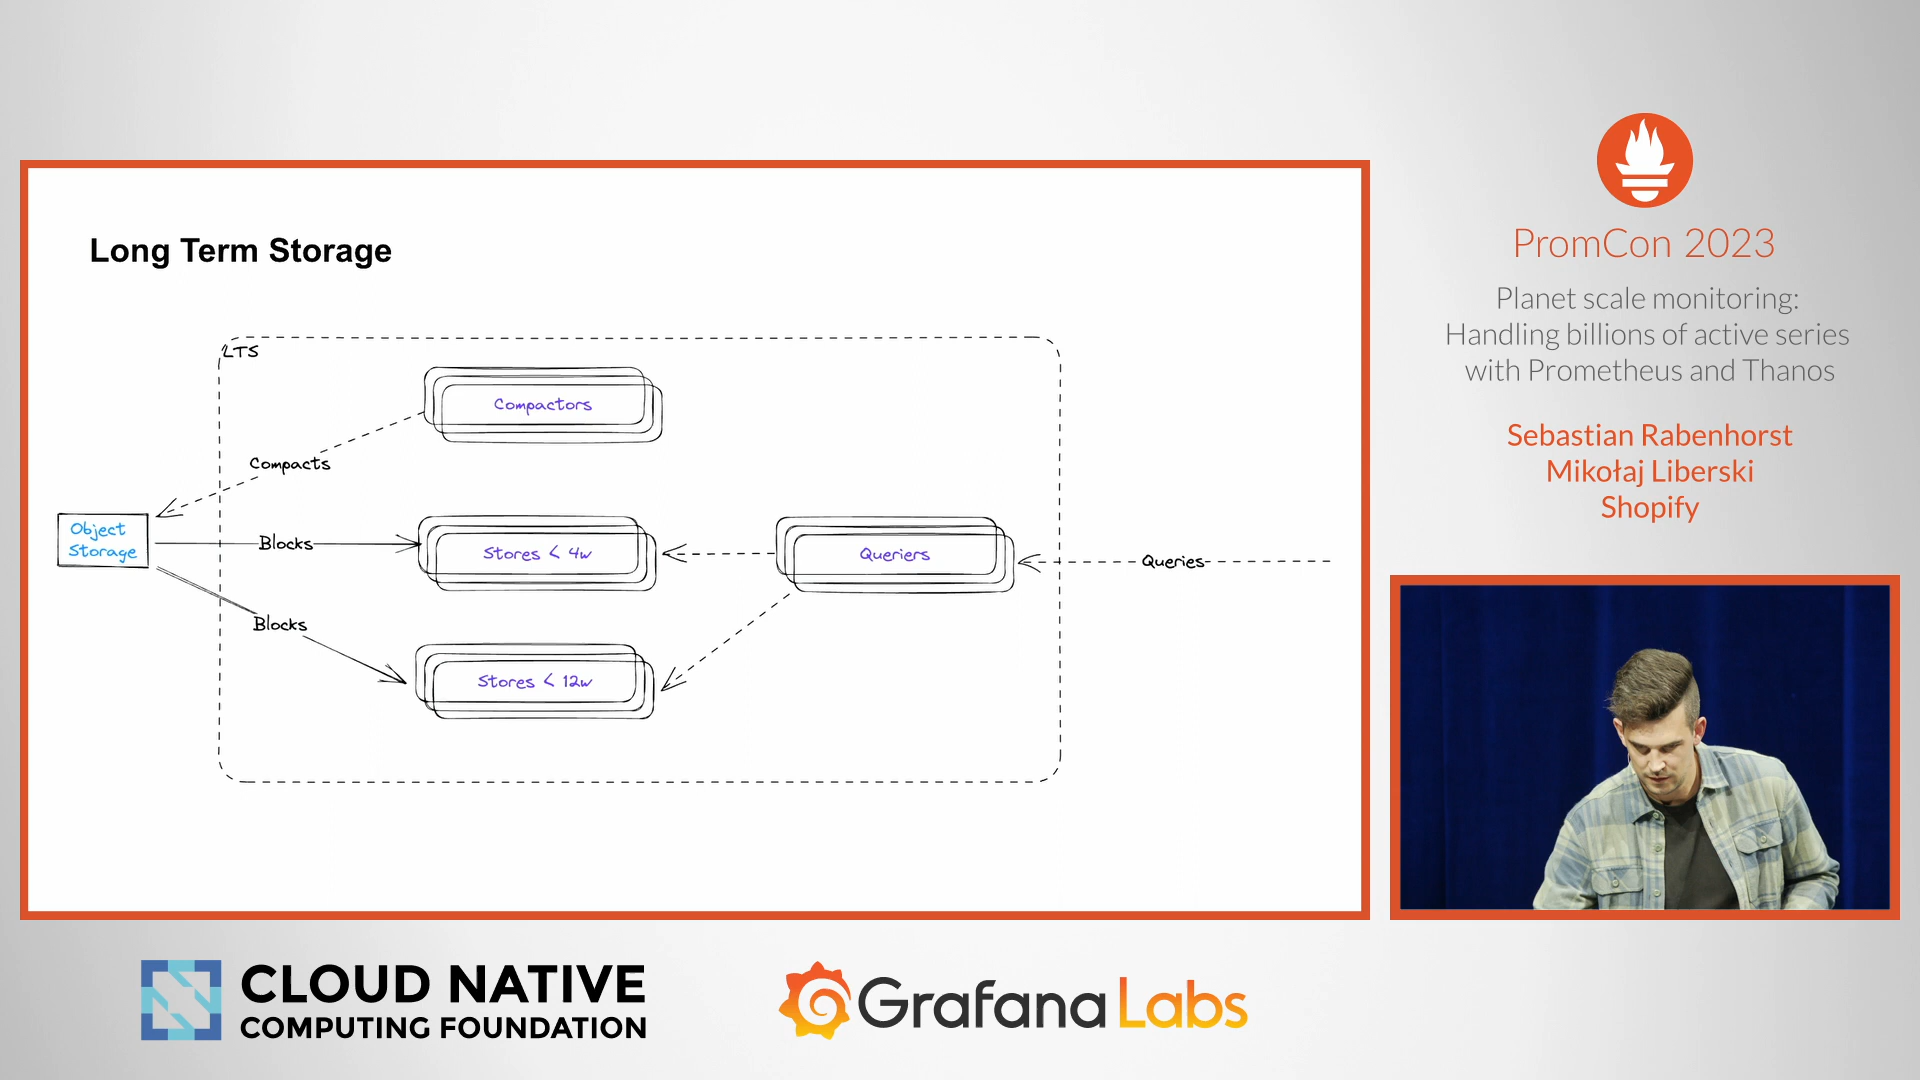 Long Term Storage
LTS
Compactors
Compacts
Object
Storage
Blocks
Stores < 4w
Queriers
Queries
Blocks
Stores < 12w
PromCon 2023
Planet scale monitoring:
Handling billions of active series
with Prometheus and Thanos
Sebastian Rabenhorst
Mikołaj Liberski
Shopify
CLOUD NATIVE
COMPUTING FOUNDATION
Grafana Labs